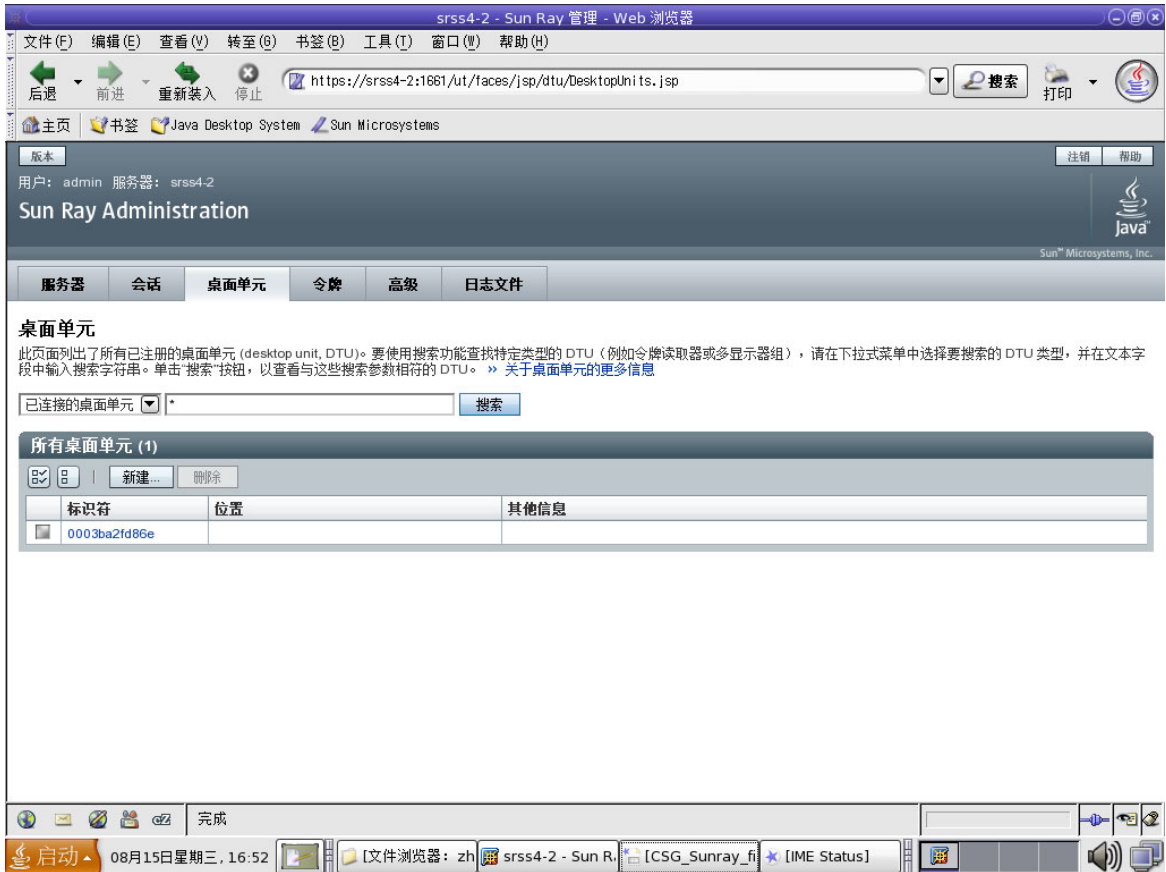 srss4-2 - Sun Ray 管理 - Web 浏览器
文件(F) 编辑(E) 查看(V) 转至(G) 书签(B) 工具(T) 窗口(W) 帮助(H)
后退 前进 重新装入 停止 https://srss4-2:1661/ut/faces/jsp/dtu/DesktopUnits.jsp 搜索 打印
主页 书签 Java Desktop System Sun Microsystems
版本 注销 帮助
用户: admin 服务器: srss4-2
Sun Ray Administration
Java™
Sun™ Microsystems, Inc.
服务器 会话 桌面单元 令牌 高级 日志文件
桌面单元
此页面列出了所有已注册的桌面单元 (desktop unit, DTU)。要使用搜索功能查找特定类型的 DTU（例如令牌读取器或多显示器组），请在下拉式菜单中选择要搜索的 DTU 类型，并在文本字
段中输入搜索字符串。单击"搜索"按钮，以查看与这些搜索参数相符的 DTU。 » 关于桌面单元的更多信息
已连接的桌面单元 * 搜索
所有桌面单元 (1)
新建... 删除
标识符 位置 其他信息
0003ba2fd86e
完成
启动 08月15日星期三, 16:52 [文件浏览器: zh srss4-2 - Sun R. [CSG_Sunray_fi [IME Status]